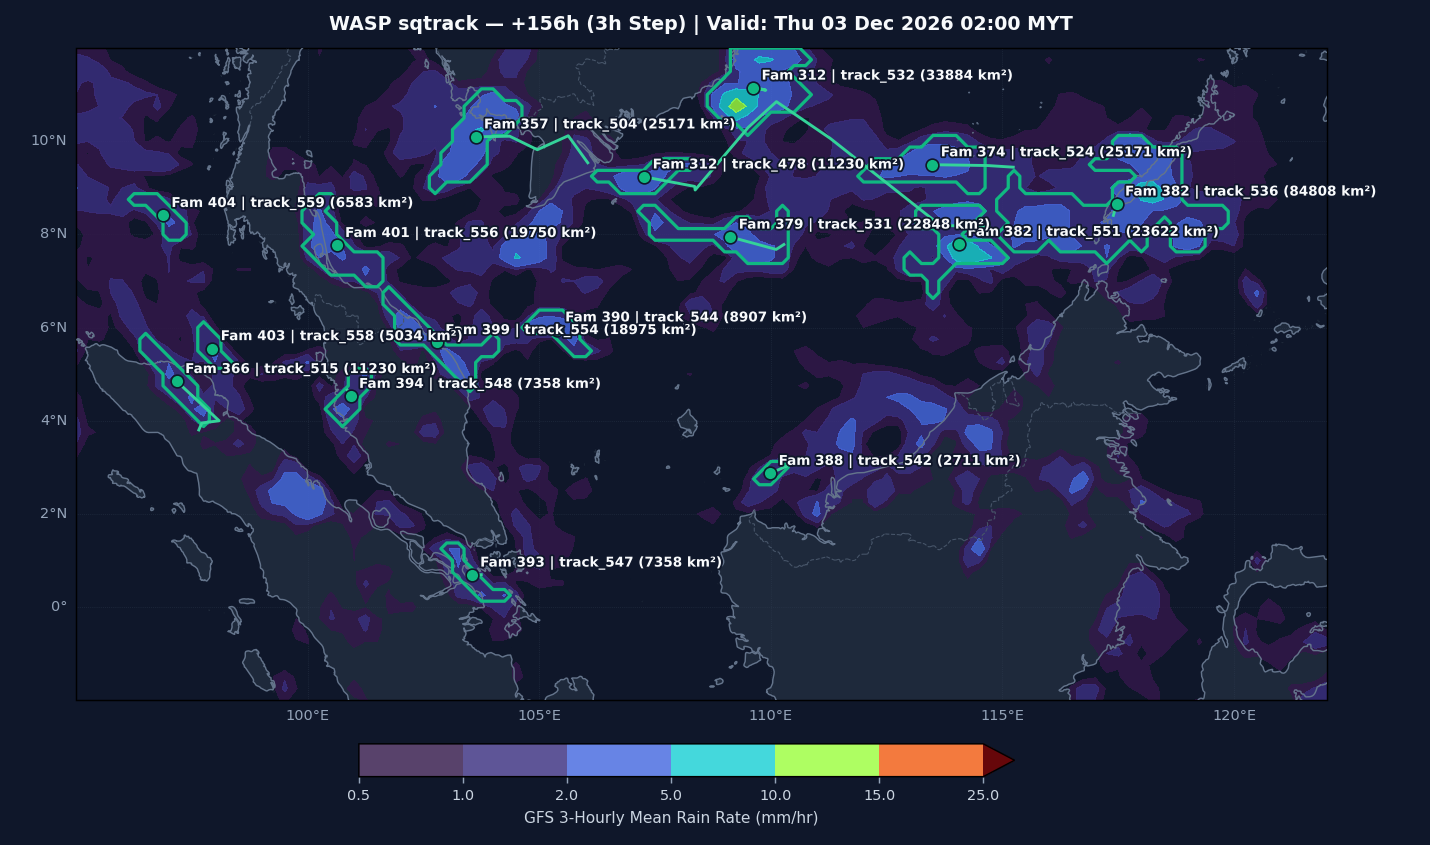 WASP sqtrack — +156h (3h Step) | Valid: Thu 03 Dec 2026 02:00 MYT
Fam 312 | track_532 (33884 km²)
Fam 357 | track_504 (25171 km²)
10°N
Fam 374 | track_524 (25171 km²)
Fam 312 | track_478 (11230 km²)
Fam 382 | track_536 (84808 km²)
Fam 404 | track_559 (6583 km²)
Fam 379 | track_531 (22848 km²)
Fam 382 | track_551 (23622 km²)
Fam 401 | track_556 (19750 km²)
8°N
Fam 390 | track_544 (8907 km²)
6°N
Fam 399 | track_554 (18975 km²)
Fam 403 | track_558 (5034 km²)
Fam 366 | track_515 (11230 km²)
Fam 394 | track_548 (7358 km²)
4°N
Fam 388 | track_542 (2711 km²)
2°N
Fam 393 | track_547 (7358 km²)
0°
100°E 105°E 110°E 115°E 120°E
0.5 1.0 2.0 5.0 10.0 15.0 25.0
GFS 3-Hourly Mean Rain Rate (mm/hr)